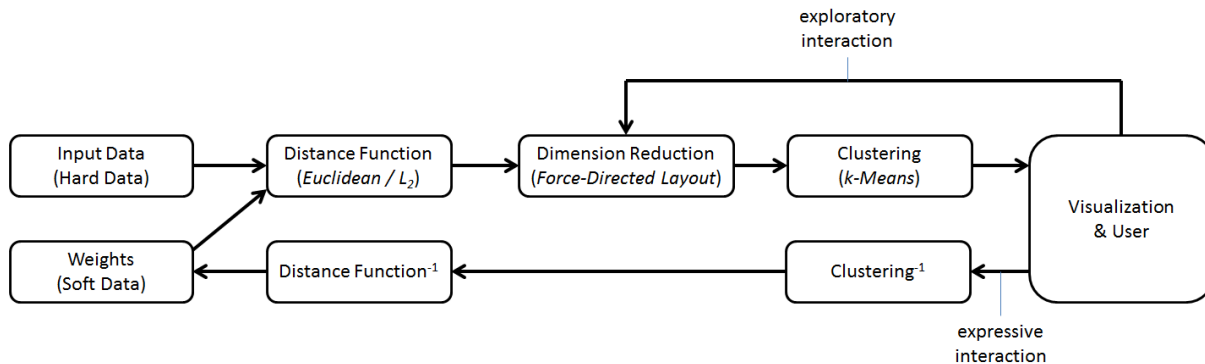 exploratory
interaction
Input Data
(Hard Data)
Distance Function
(Euclidean / L₂)
Dimension Reduction
(Force-Directed Layout)
Clustering
(k-Means)
Visualization
& User
Weights
(Soft Data)
Distance Function⁻¹
Clustering⁻¹
expressive
interaction